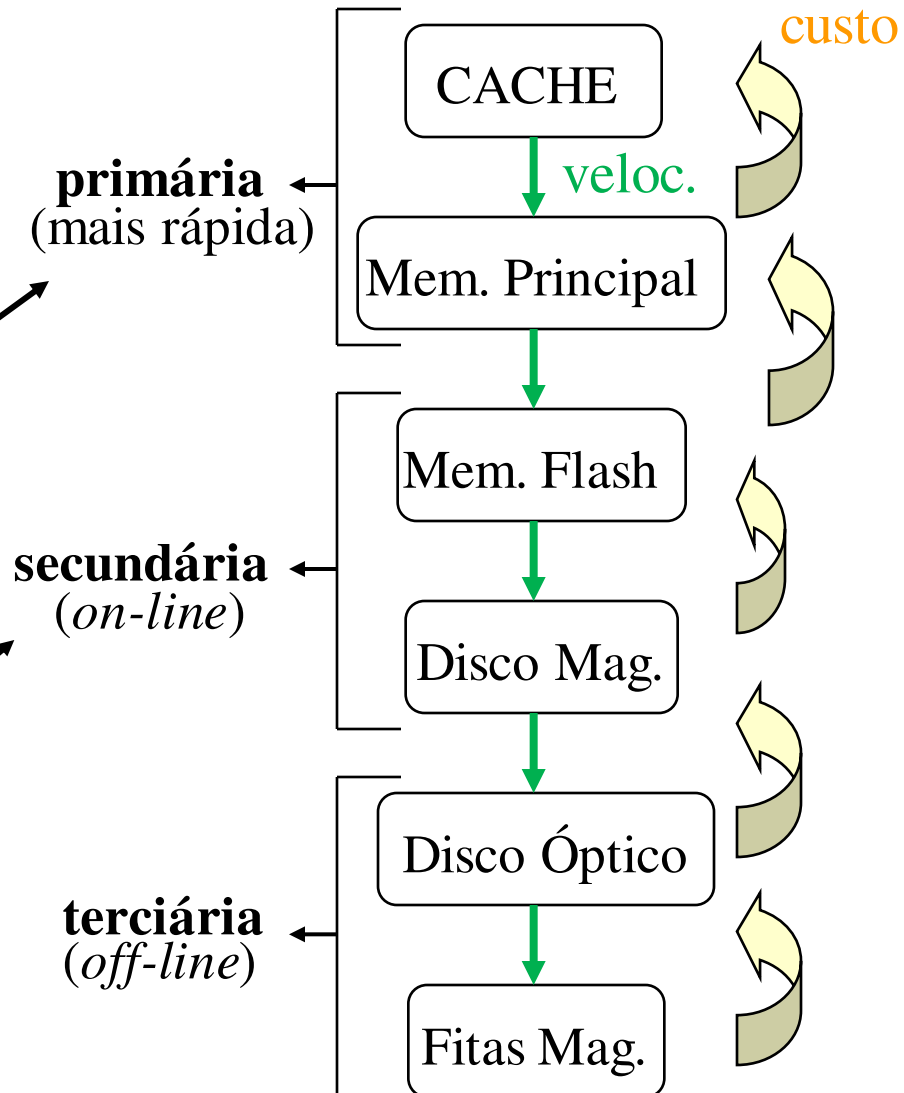 custo
CACHE
veloc.
primária
(mais rápida)
Mem. Principal
Mem. Flash
secundária
(on-line)
Disco Mag.
Disco Óptico
terciária
(off-line)
Fitas Mag.